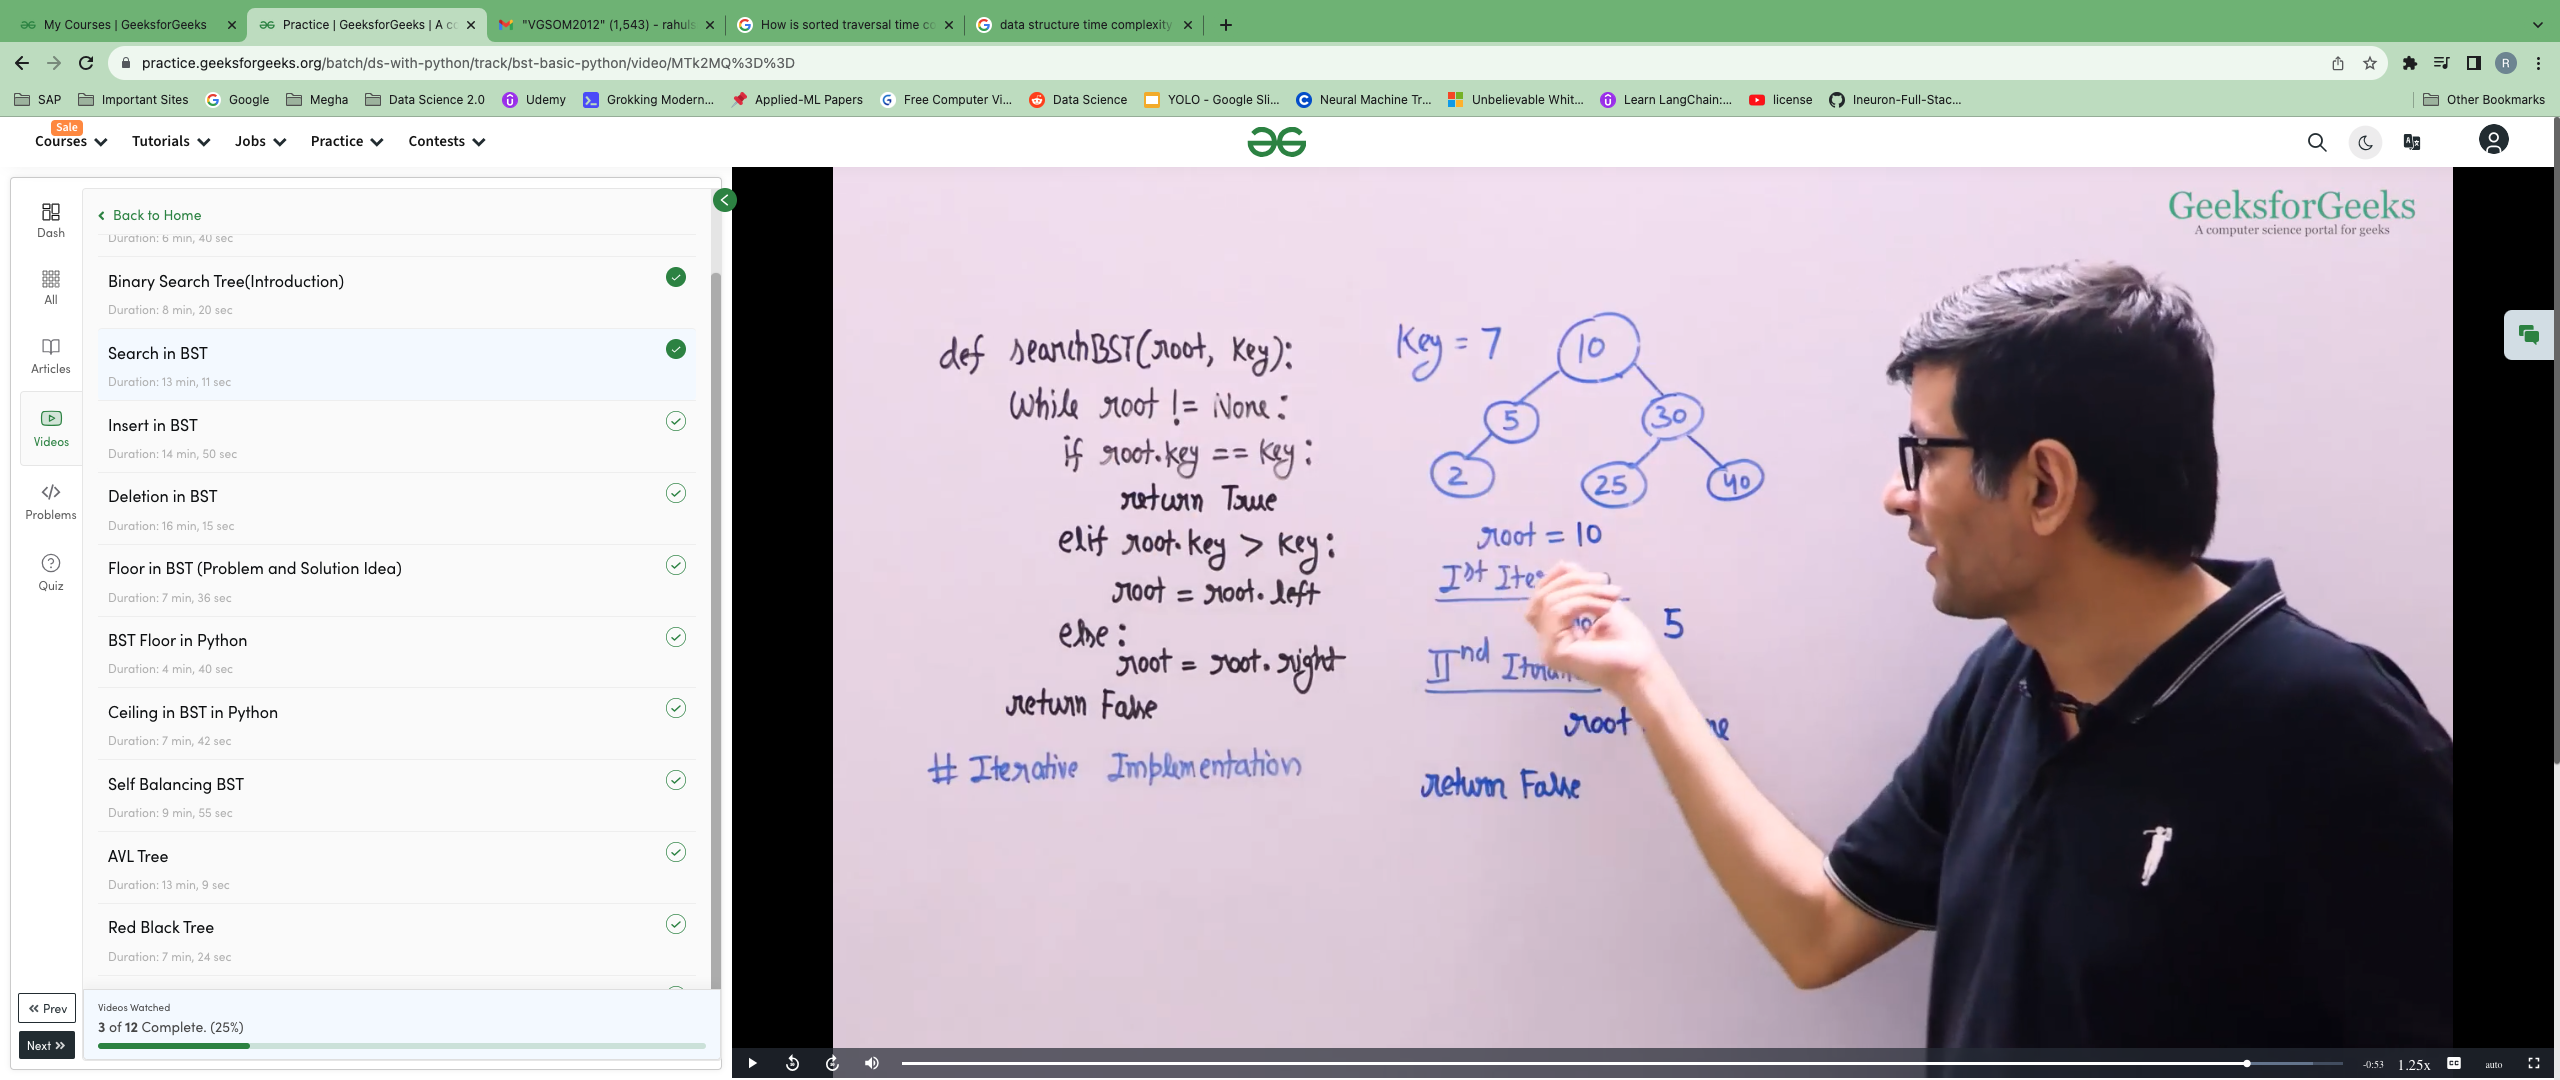 My Courses | GeeksforGeeks
Practice | GeeksforGeeks | A co
"VGSOM2012" (1,543) - rahuls
How is sorted traversal time co
data structure time complexity
practice.geeksforgeeks.org/batch/ds-with-python/track/bst-basic-python/video/MTk2MQ%3D%3D
R
SAP
Important Sites
Google
Megha
Data Science 2.0
Udemy
Grokking Modern...
Applied-ML Papers
Free Computer Vi...
Data Science
YOLO - Google Sli...
Neural Machine Tr...
Unbelievable Whit...
Learn LangChain:...
license
Ineuron-Full-Stac...
Other Bookmarks
Sale
Courses
Tutorials
Jobs
Practice
Contests
Dash
All
Articles
Videos
Problems
Quiz
Back to Home
Duration: 6 min, 40 sec
Binary Search Tree(Introduction)
Duration: 8 min, 20 sec
Search in BST
Duration: 13 min, 11 sec
Insert in BST
Duration: 14 min, 50 sec
Deletion in BST
Duration: 16 min, 15 sec
Floor in BST (Problem and Solution Idea)
Duration: 7 min, 36 sec
BST Floor in Python
Duration: 4 min, 40 sec
Ceiling in BST in Python
Duration: 7 min, 42 sec
Self Balancing BST
Duration: 9 min, 55 sec
AVL Tree
Duration: 13 min, 9 sec
Red Black Tree
Duration: 7 min, 24 sec
Prev
Next
Videos Watched
3 of 12 Complete. (25%)
GeeksforGeeks
A computer science portal for geeks
def searchBST(root, key):
While root != None:
if root.key == key:
return True
elif root.key > key:
root = root.left
else:
root = root.right
return False
# Iterative Implementation
Key = 7
10
5
30
2
25
40
root = 10
Ist Ite
5
IInd
root
return False
-0:53
1.25x
CC
auto